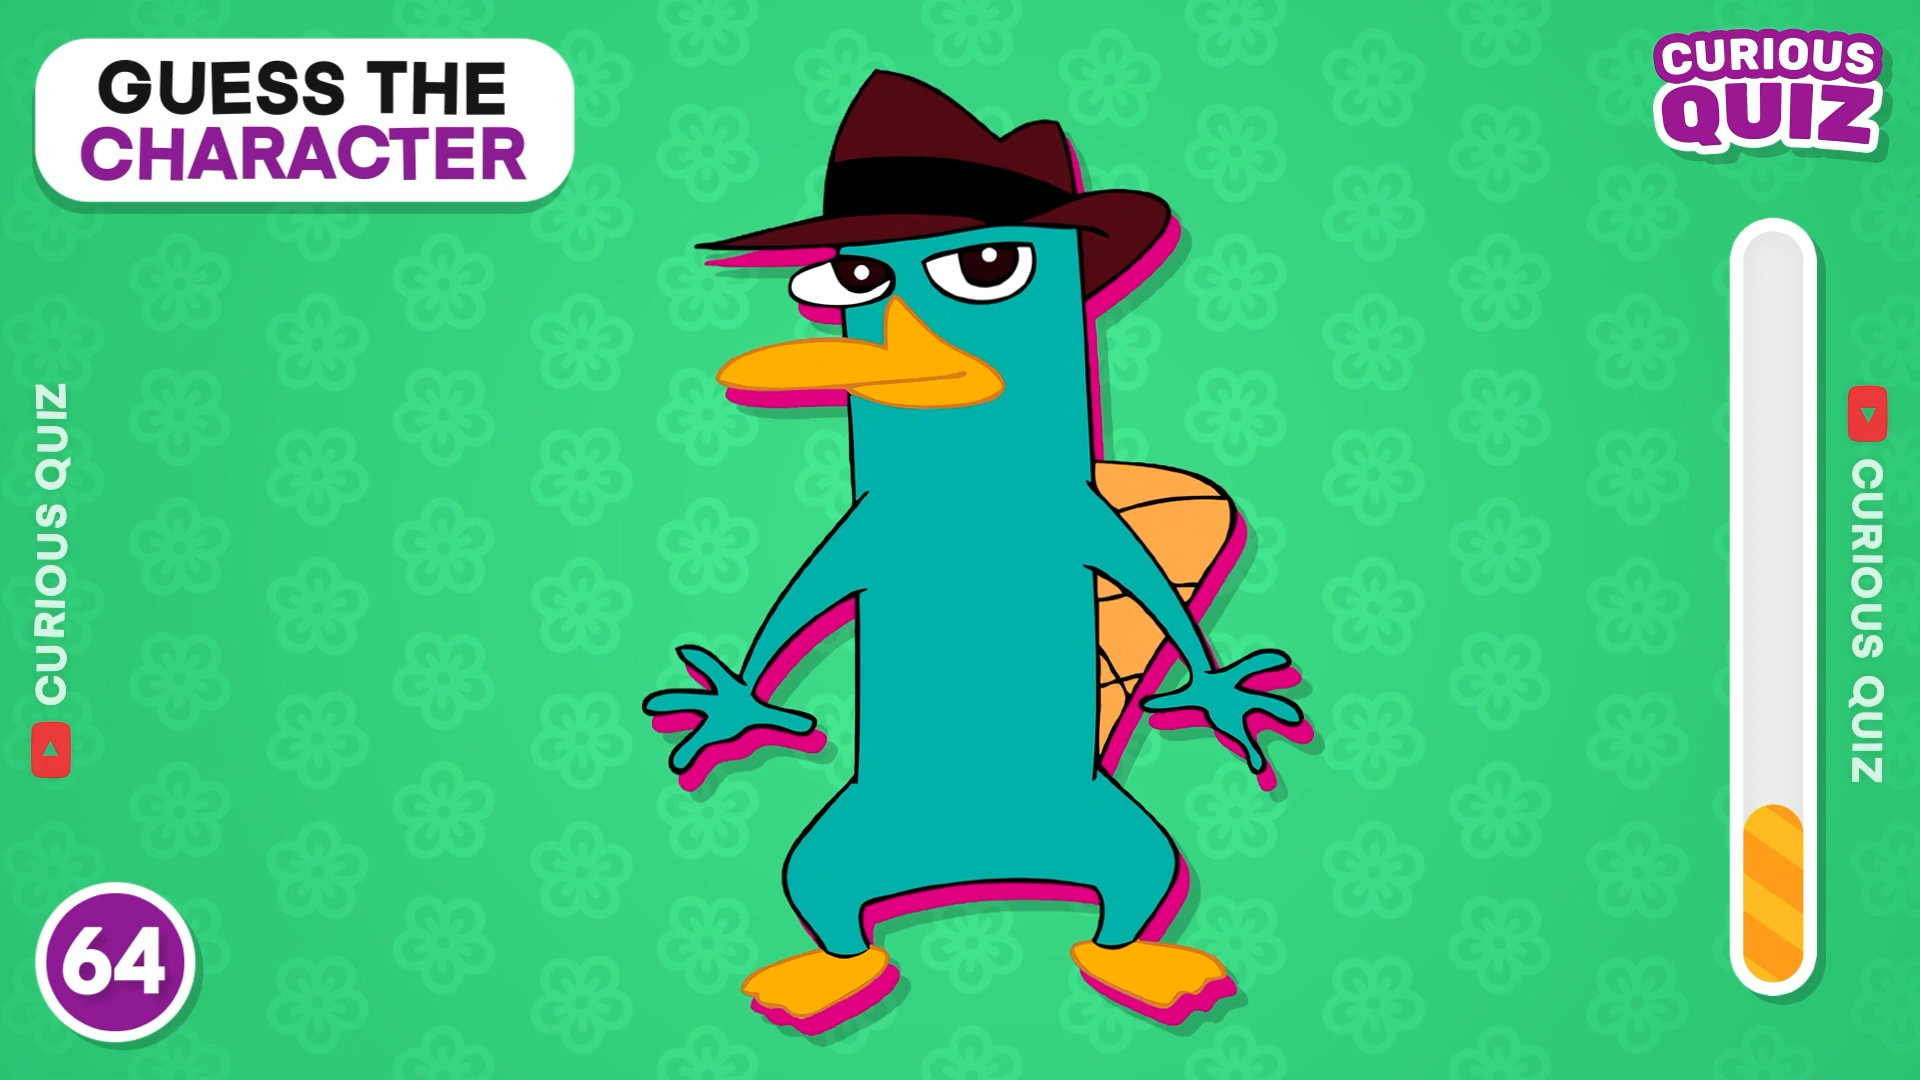 GUESS THE
CHARACTER
CURIOUS
QUIZ
CURIOUS QUIZ
CURIOUS QUIZ
64